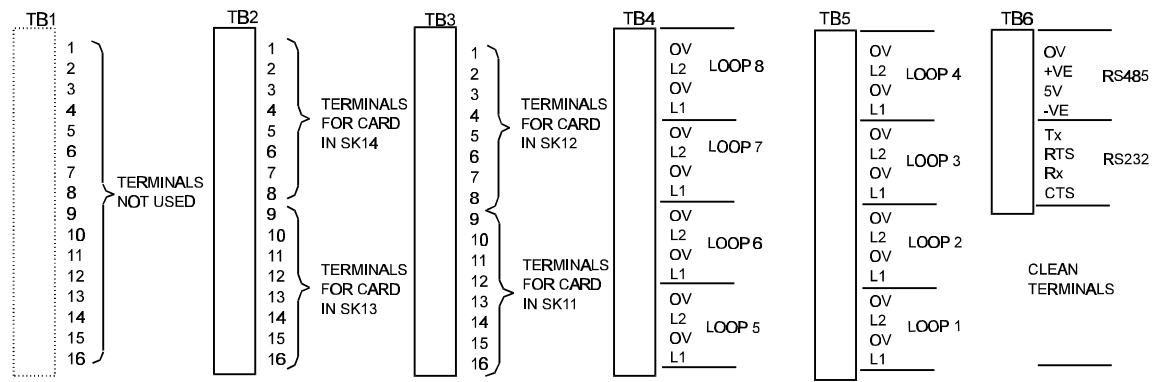 TB1
1
2
3
4
5
6
7
8
9
10
11
12
13
14
15
16
TERMINALS
NOT USED
TB2
1
2
3
4
5
6
7
8
9
10
11
12
13
14
15
16
TERMINALS
FOR CARD
IN SK14
TERMINALS
FOR CARD
IN SK13
TB3
1
2
3
4
5
6
7
8
9
10
11
12
13
14
15
16
TERMINALS
FOR CARD
IN SK12
TERMINALS
FOR CARD
IN SK11
TB4
OV
L2
OV
L1
LOOP 8
OV
L2
OV
L1
LOOP 7
OV
L2
OV
L1
LOOP 6
OV
L2
OV
L1
LOOP 5
TB5
OV
L2
OV
L1
LOOP 4
OV
L2
OV
L1
LOOP 3
OV
L2
OV
L1
LOOP 2
OV
L2
OV
L1
LOOP 1
TB6
OV
+VE
5V
-VE
RS485
Tx
RTS
Rx
CTS
RS232
CLEAN
TERMINALS